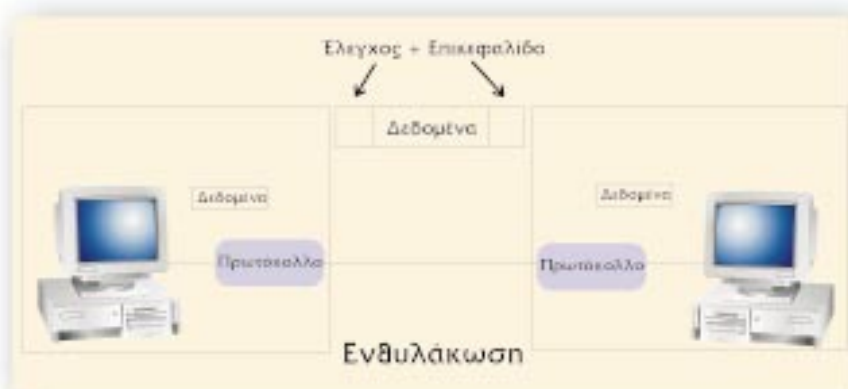 Έλεγχος + Επικεφαλίδα
Δεδομένα
Δεδομένα
Δεδομένα
Πρωτόκολλο
Πρωτόκολλο
Ενθυλάκωση